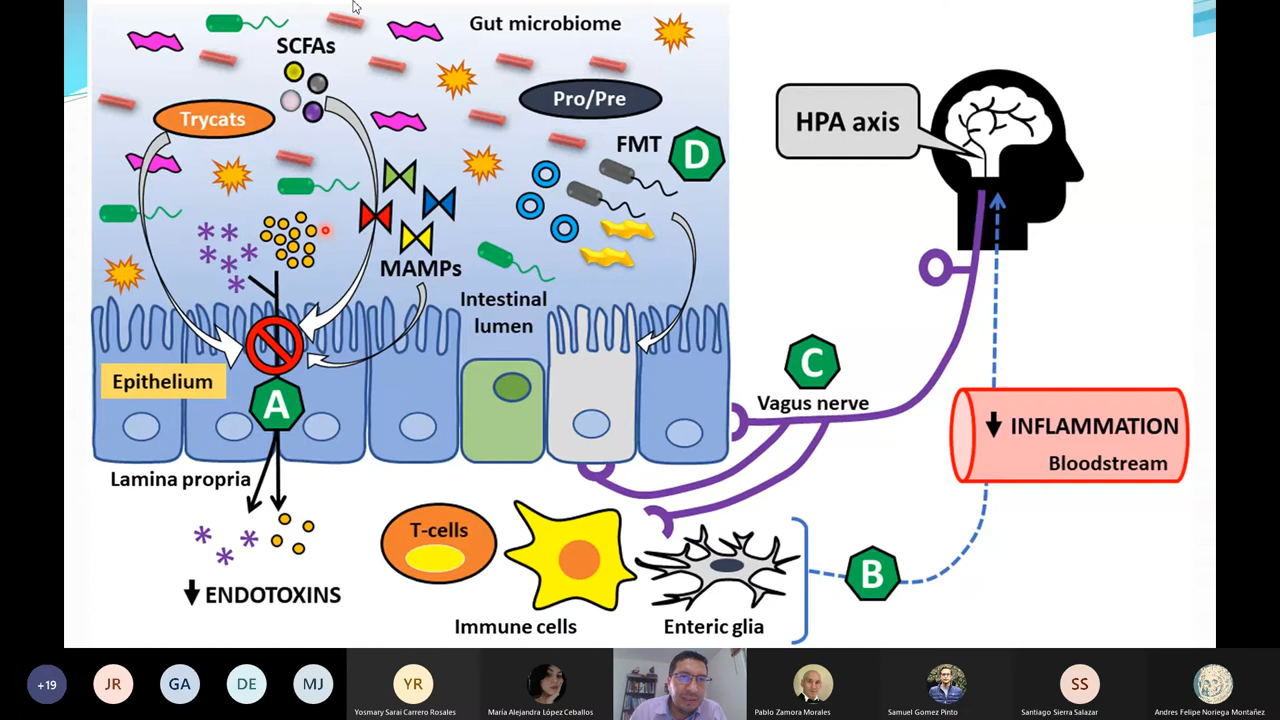 Gut microbiome
SCFAs
Trycats
Pro/Pre
FMT
D
HPA axis
MAMPs
Intestinal
lumen
Epithelium
A
C
Vagus nerve
INFLAMMATION
Bloodstream
Lamina propria
T-cells
B
ENDOTOXINS
Immune cells
Enteric glia
+19
JR
GA
DE
MJ
YR
SS
Yosmary Sarai Carrero Rosales
María Alejandra López Ceballos
Pablo Zamora Morales
Samuel Gomez Pinto
Santiago Sierra Salazar
Andres Felipe Noriega Montañez